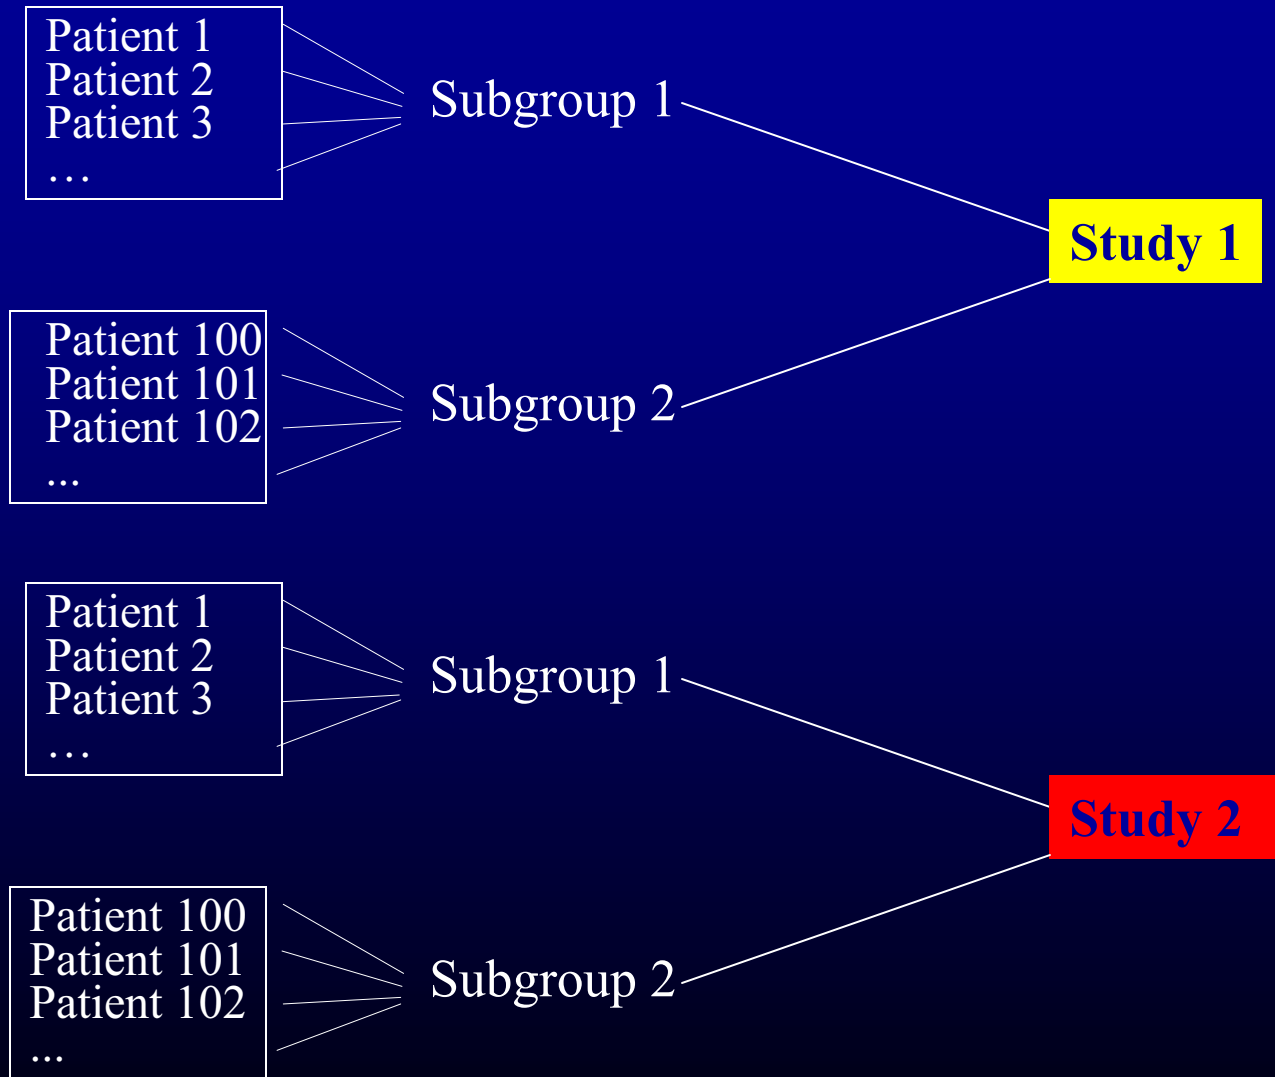 Patient 1
Patient 2
Patient 3
…
Subgroup 1
Study 1
Patient 100
Patient 101
Patient 102
...
Subgroup 2
Patient 1
Patient 2
Patient 3
…
Subgroup 1
Study 2
Patient 100
Patient 101
Patient 102
...
Subgroup 2